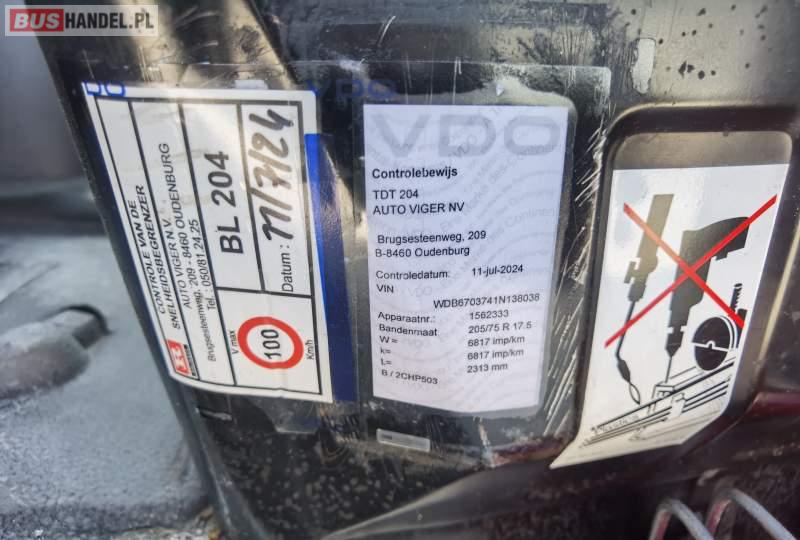 BUSHANDEL.PL
VDO
CONTROLE VAN DE
SNELHEIDSBEGRENZER
AUTO VIGER N.V.
Brugsesteenweg, 209 - 8460 OUDENBURG
Tel.: 050/81.24.25
BL 204
Datum: 11/7/24
V max
100
Km/h
VDO
VDO
Controlebewijs
TDT 204
AUTO VIGER NV
Brugsesteenweg, 209
B-8460 Oudenburg
Controledatum: 11-jul-2024
VIN
WDB6703741N138038
Apparaatnr.: 1562333
Bandenmaat 205/75 R 17.5
W= 6817 imp/km
k= 6817 imp/km
L= 2313 mm
B / 2CHP503